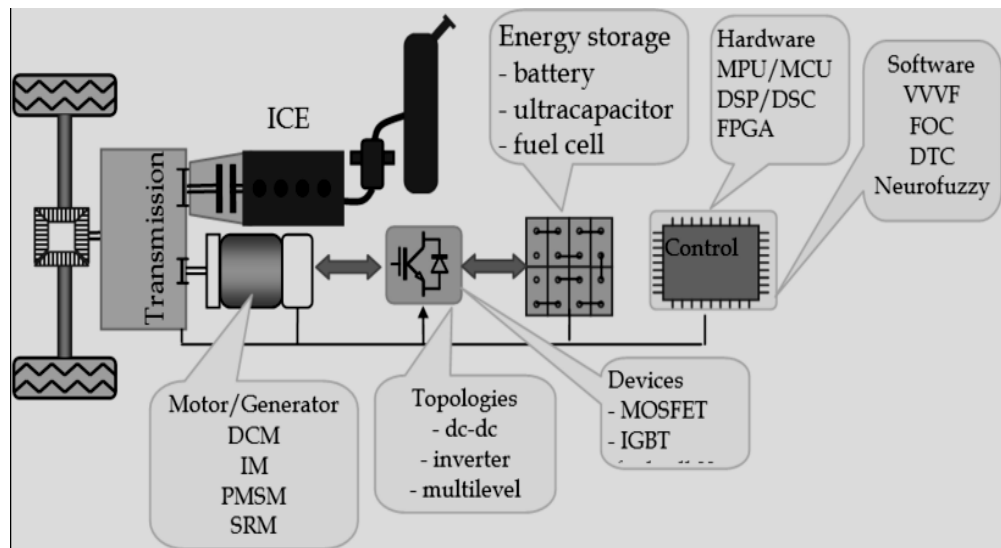 Energy storage
- battery
- ultracapacitor
- fuel cell
Hardware
MPU/MCU
DSP/DSC
FPGA
Software
VVVF
FOC
DTC
Neurofuzzy
ICE
Transmission
Control
Motor/Generator
DCM
IM
PMSM
SRM
Topologies
- dc-dc
- inverter
- multilevel
Devices
- MOSFET
- IGBT